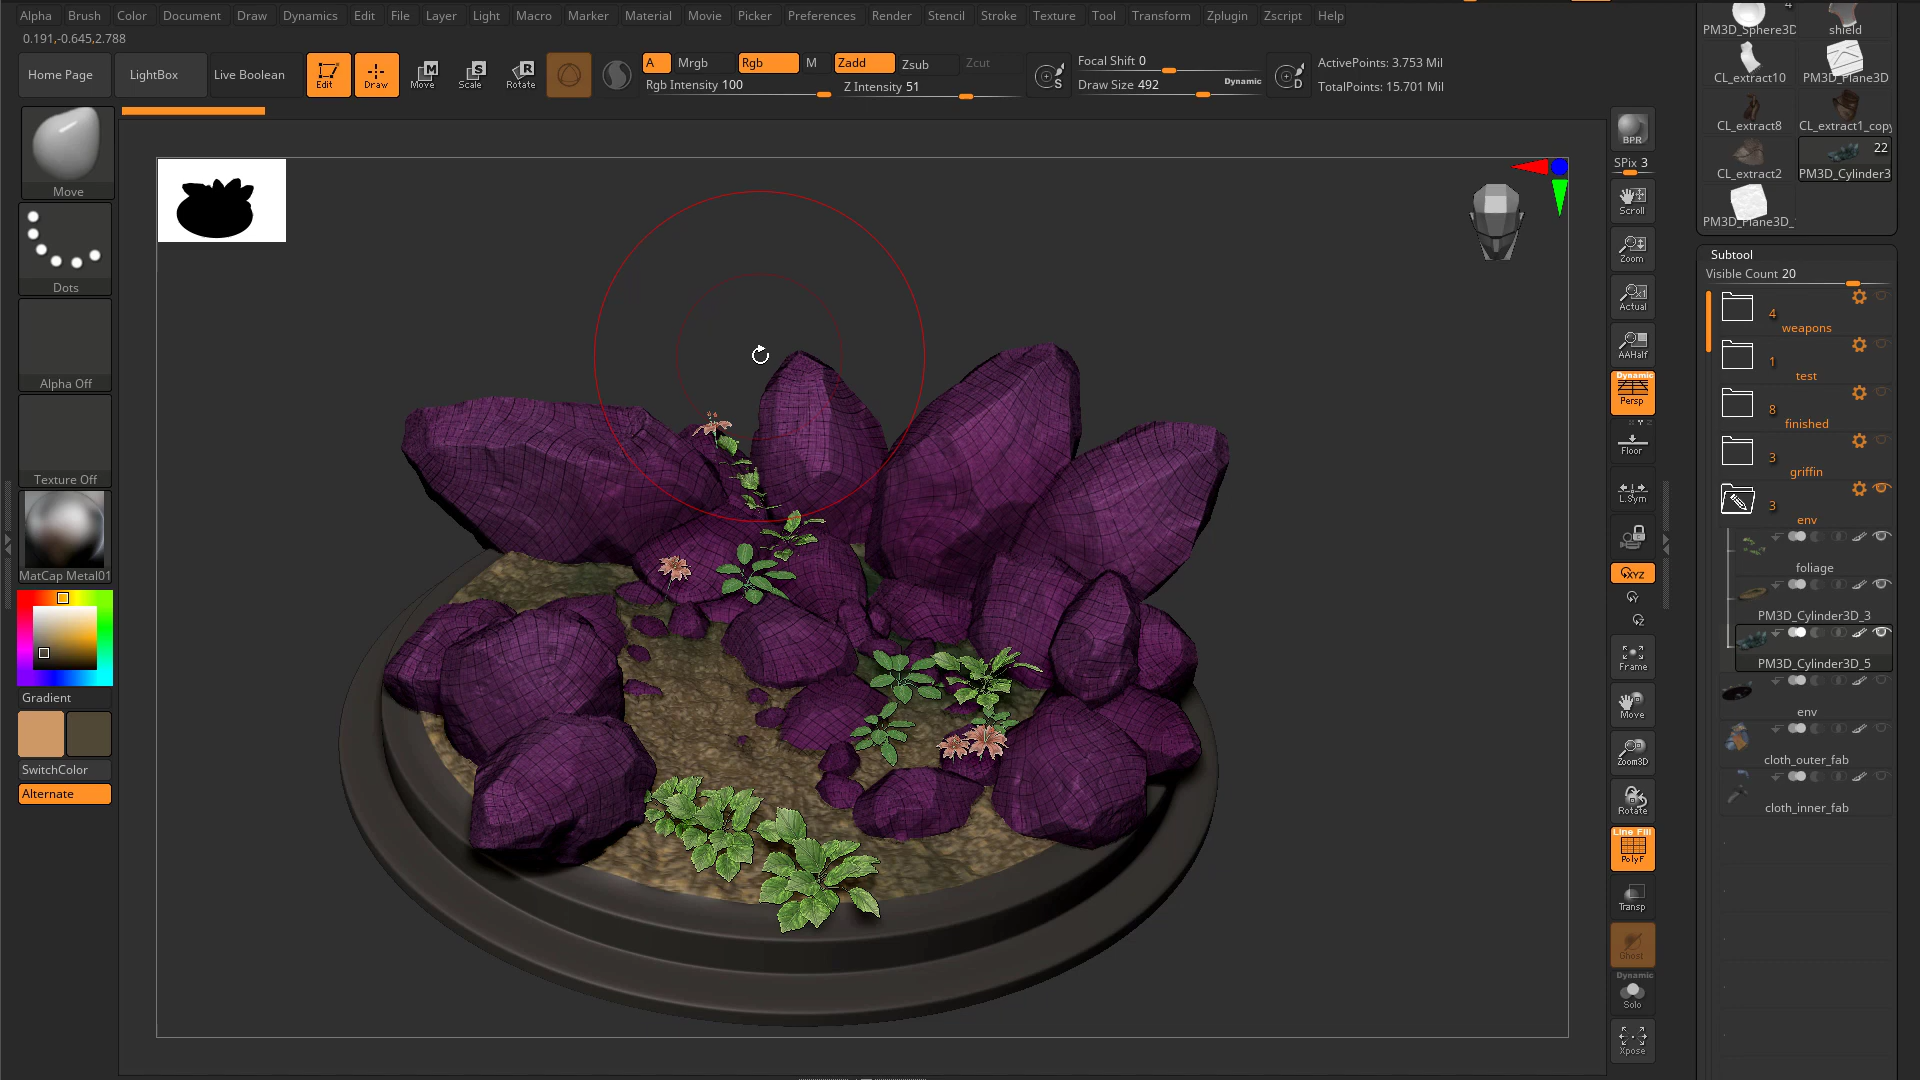 Alpha Brush Color Document Draw Dynamics Edit File Layer Light Macro Marker Material Movie Picker Preferences Render Stencil Stroke Texture Tool Transform Zplugin Zscript Help
0.191,-0.645,2.788
Home Page LightBox Live Boolean Edit Draw Move Scale Rotate
A Mrgb Rgb M Zadd Zsub Zcut
Rgb Intensity 100 Z Intensity 51
Focal Shift 0
Draw Size 492 Dynamic
ActivePoints: 3.753 Mil
TotalPoints: 15.701 Mil
Move
Dots
Alpha Off
Texture Off
MatCap Metal01
Gradient
SwitchColor
Alternate
BPR
SPix 3
Scroll
Zoom
Actual
AAHalf
Dynamic
Persp
Floor
L.Sym
XYZ
Frame
Move
Zoom3D
Rotate
Line Fill
PolyF
Transp
Ghost
Dynamic
Solo
Xpose
4
PM3D_Sphere3D shield
CL_extract10 PM3D_Plane3D
CL_extract8 CL_extract1_copy
22
CL_extract2 PM3D_Cylinder3
PM3D_Plane3D_
Subtool
Visible Count 20
4
weapons
1
test
8
finished
3
griffin
3
env
foliage
PM3D_Cylinder3D_3
PM3D_Cylinder3D_5
env
cloth_outer_fab
cloth_inner_fab